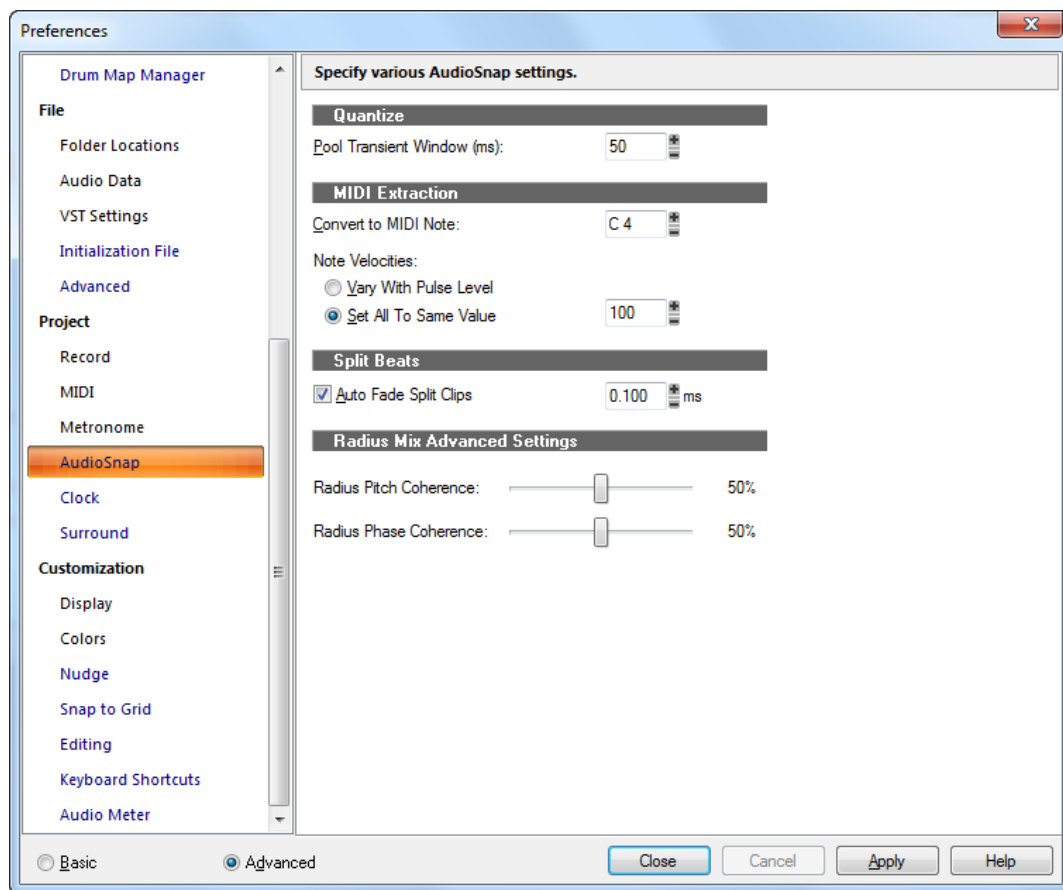 Preferences
Drum Map Manager
File
Folder Locations
Audio Data
VST Settings
Initialization File
Advanced
Project
Record
MIDI
Metronome
AudioSnap
Clock
Surround
Customization
Display
Colors
Nudge
Snap to Grid
Editing
Keyboard Shortcuts
Audio Meter
Basic
Advanced
Specify various AudioSnap settings.
Quantize
Pool Transient Window (ms): 50
MIDI Extraction
Convert to MIDI Note: C 4
Note Velocities:
Vary With Pulse Level
Set All To Same Value 100
Split Beats
Auto Fade Split Clips 0.100 ms
Radius Mix Advanced Settings
Radius Pitch Coherence: 50%
Radius Phase Coherence: 50%
Close
Cancel
Apply
Help